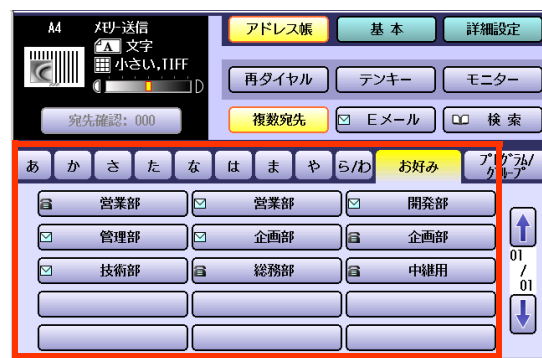 A4 ﾒﾓﾘｰ送信
A 文字
小さい,TIFF
D
宛先確認: 000
アドレス帳 基本 詳細設定
再ダイヤル テンキー モニター
複数宛先 Eメール 検索
あ か さ た な は ま や ら/わ お好み ﾌﾟﾛｸﾞﾗﾑ/
ｸﾞﾙｰﾌﾟ
営業部 営業部 開発部
管理部 企画部 企画部
技術部 総務部 中継用
01
/
01